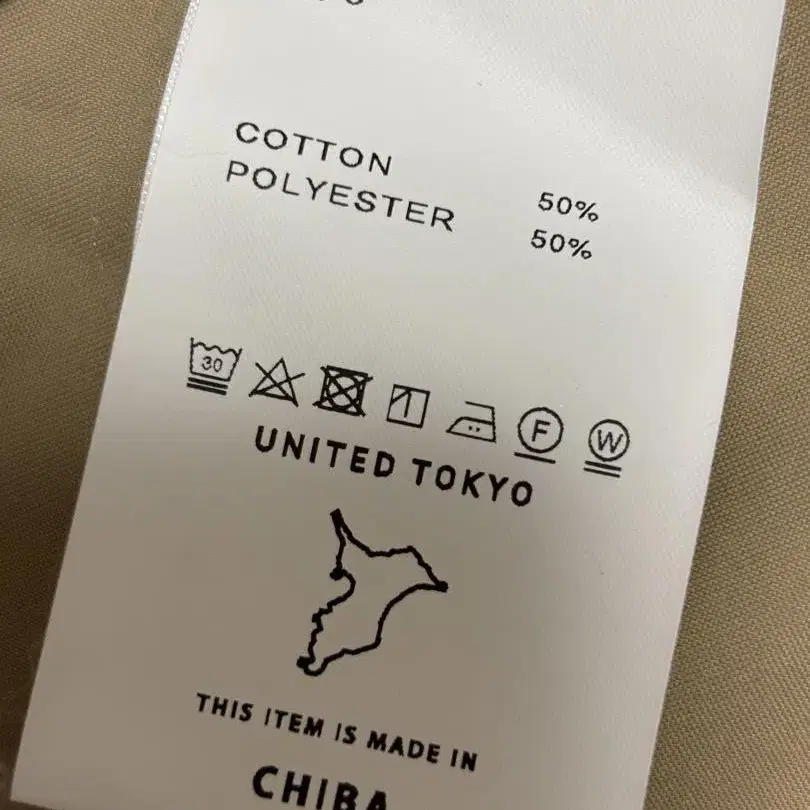 COTTON 50%
POLYESTER 50%
30 F W
UNITED TOKYO
THIS ITEM IS MADE IN
CHIBA